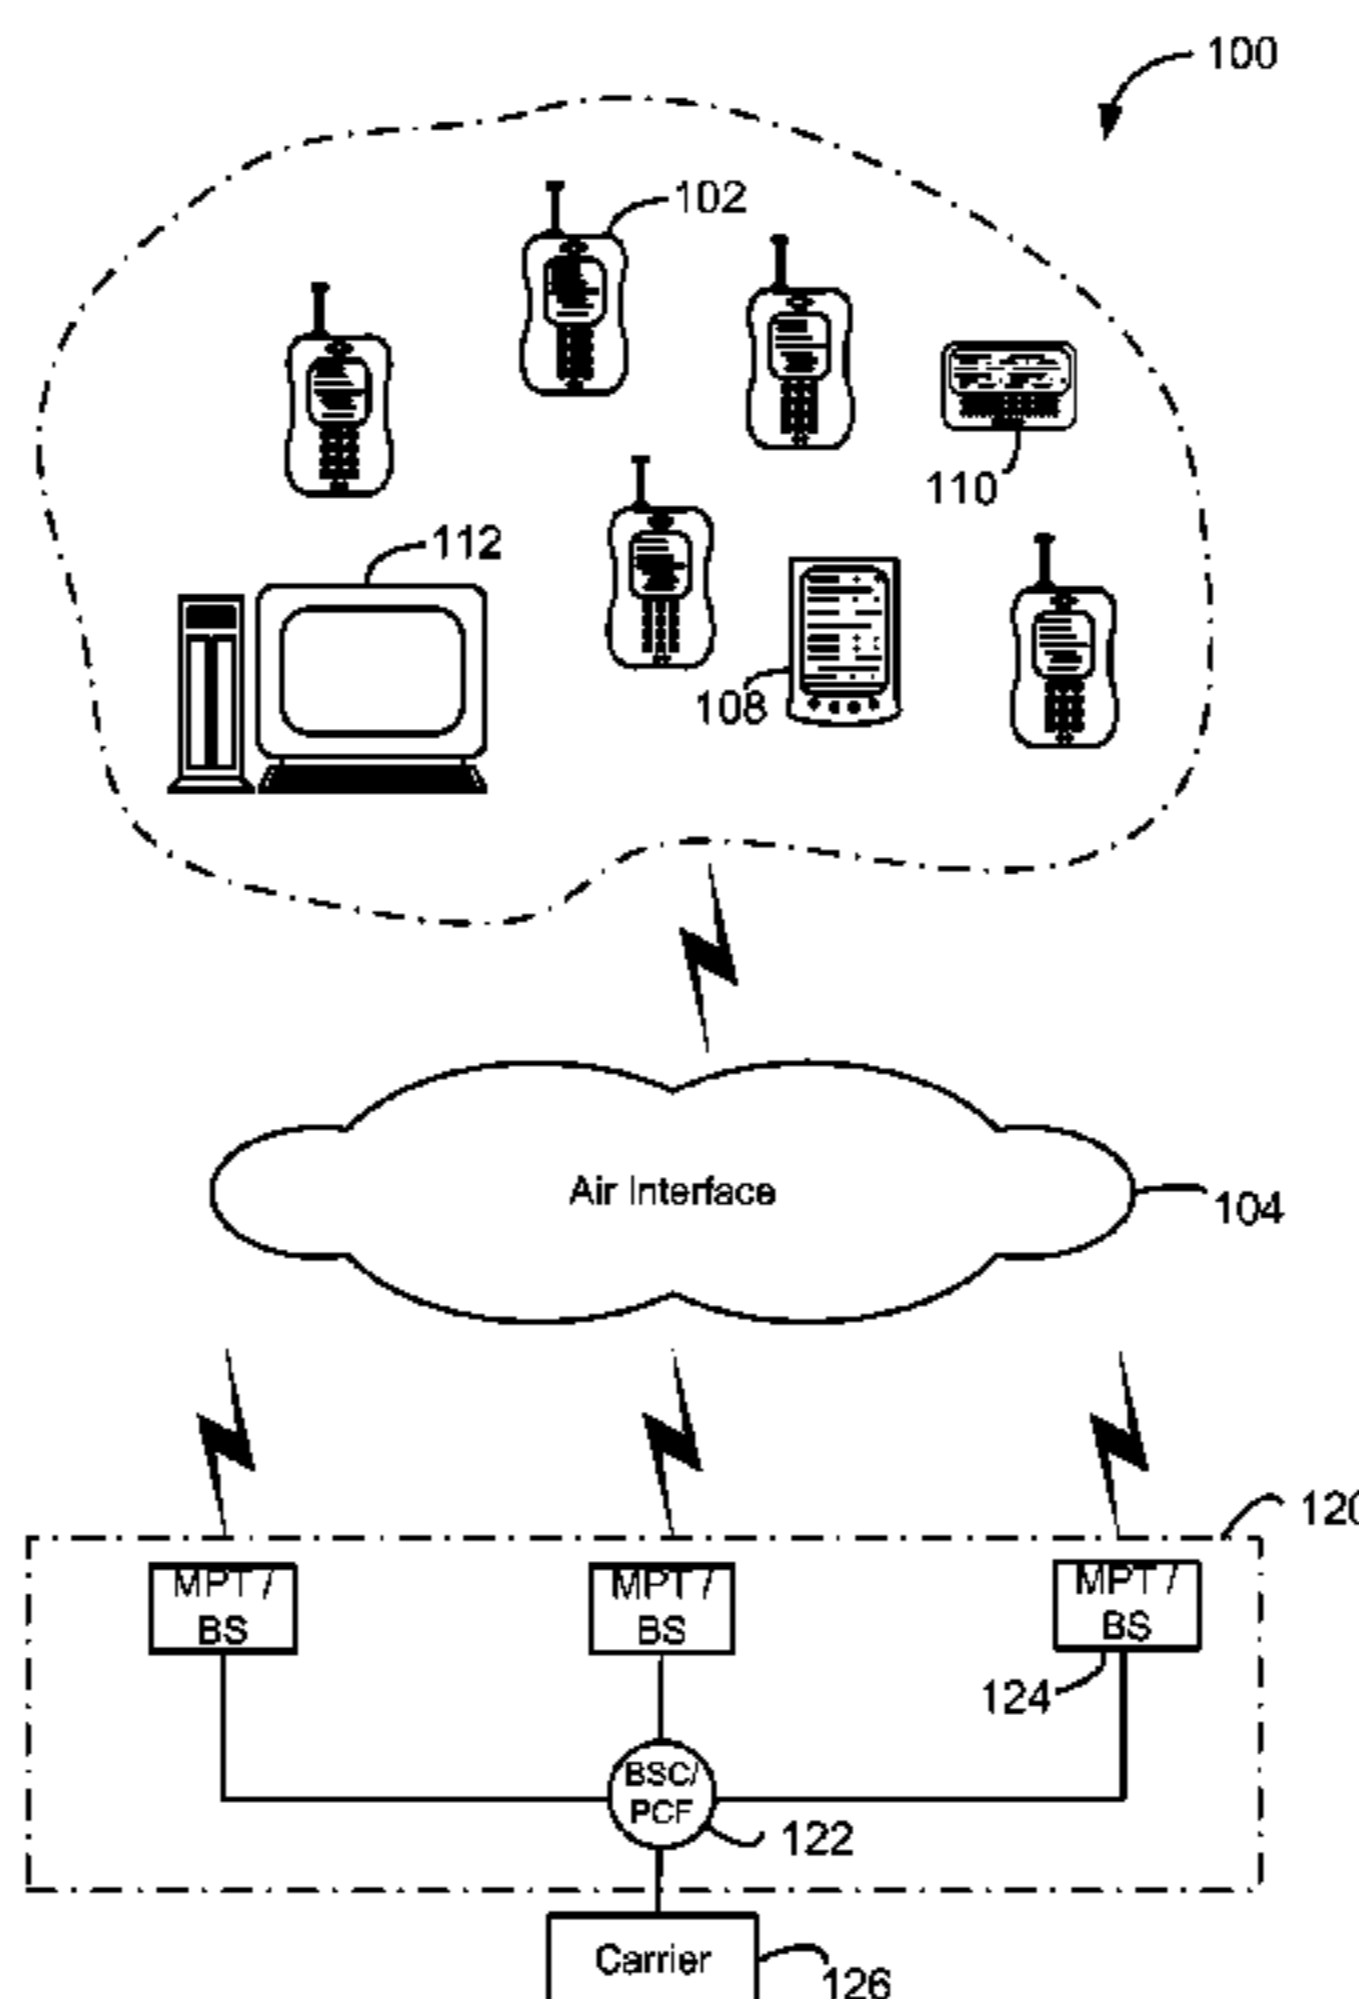 100
102
110
112
108
Air Interface
104
120
MPT /
BS
MPT /
BS
MPT /
BS
124
BSC/
PCF
122
Carrier
126